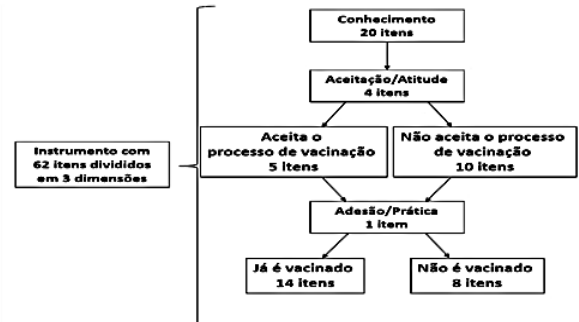 Conhecimento
20 itens
Aceitação/Atitude
4 itens
Aceita o
processo de vacinação
5 itens
Não aceita o processo
de vacinação
10 itens
Instrumento com
62 itens divididos
em 3 dimensões
Adesão/Prática
1 item
Já é vacinado
14 itens
Não é vacinado
8 itens